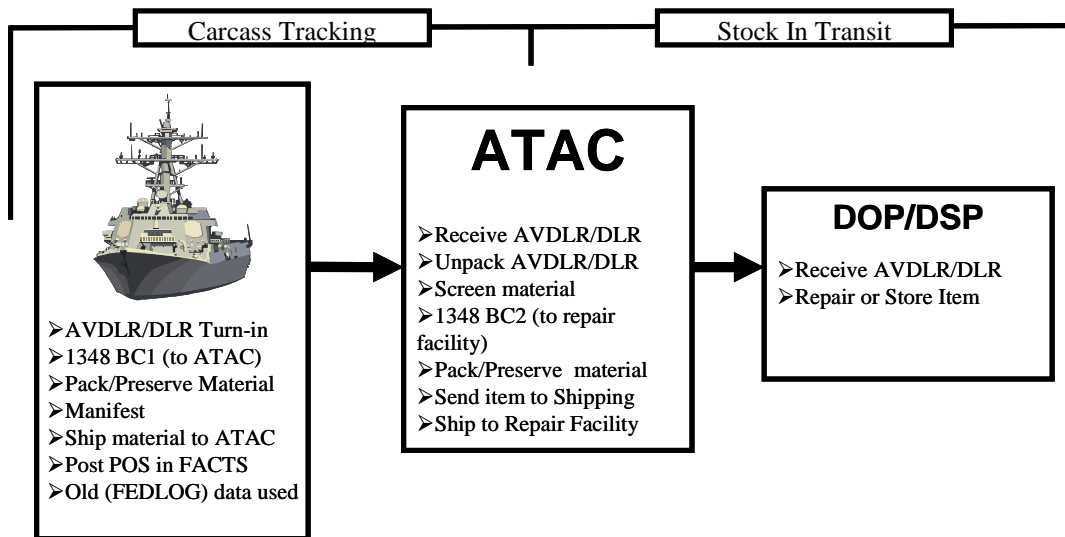 Carcass Tracking
Stock In Transit
➢AVDLR/DLR Turn-in
➢1348 BC1 (to ATAC)
➢Pack/Preserve Material
➢Manifest
➢Ship material to ATAC
➢Post POS in FACTS
➢Old (FEDLOG) data used
ATAC
➢Receive AVDLR/DLR
➢Unpack AVDLR/DLR
➢Screen material
➢1348 BC2 (to repair
facility)
➢Pack/Preserve material
➢Send item to Shipping
➢Ship to Repair Facility
DOP/DSP
➢Receive AVDLR/DLR
➢Repair or Store Item